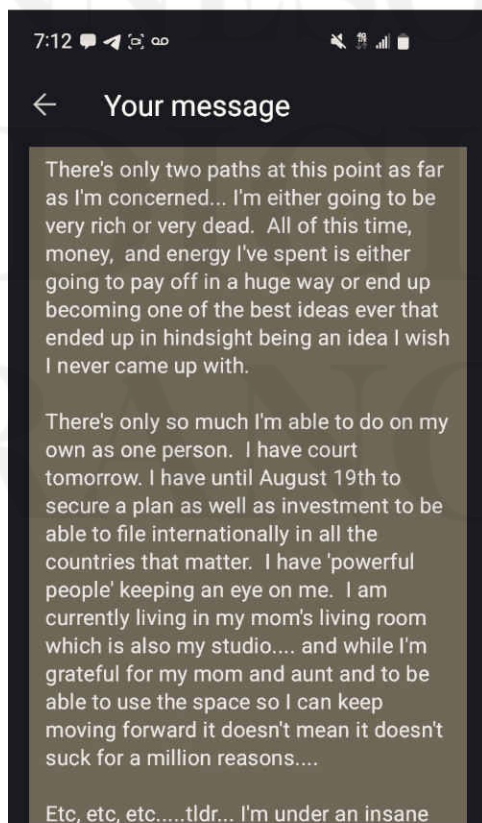 7:12
Your message
There's only two paths at this point as far
as I'm concerned... I'm either going to be
very rich or very dead.  All of this time,
money,  and energy I've spent is either
going to pay off in a huge way or end up
becoming one of the best ideas ever that
ended up in hindsight being an idea I wish
I never came up with.
There's only so much I'm able to do on my
own as one person.  I have court
tomorrow. I have until August 19th to
secure a plan as well as investment to be
able to file internationally in all the
countries that matter.  I have 'powerful
people' keeping an eye on me.  I am
currently living in my mom's living room
which is also my studio.... and while I'm
grateful for my mom and aunt and to be
able to use the space so I can keep
moving forward it doesn't mean it doesn't
suck for a million reasons....
Etc, etc, etc.....tldr... I'm under an insane